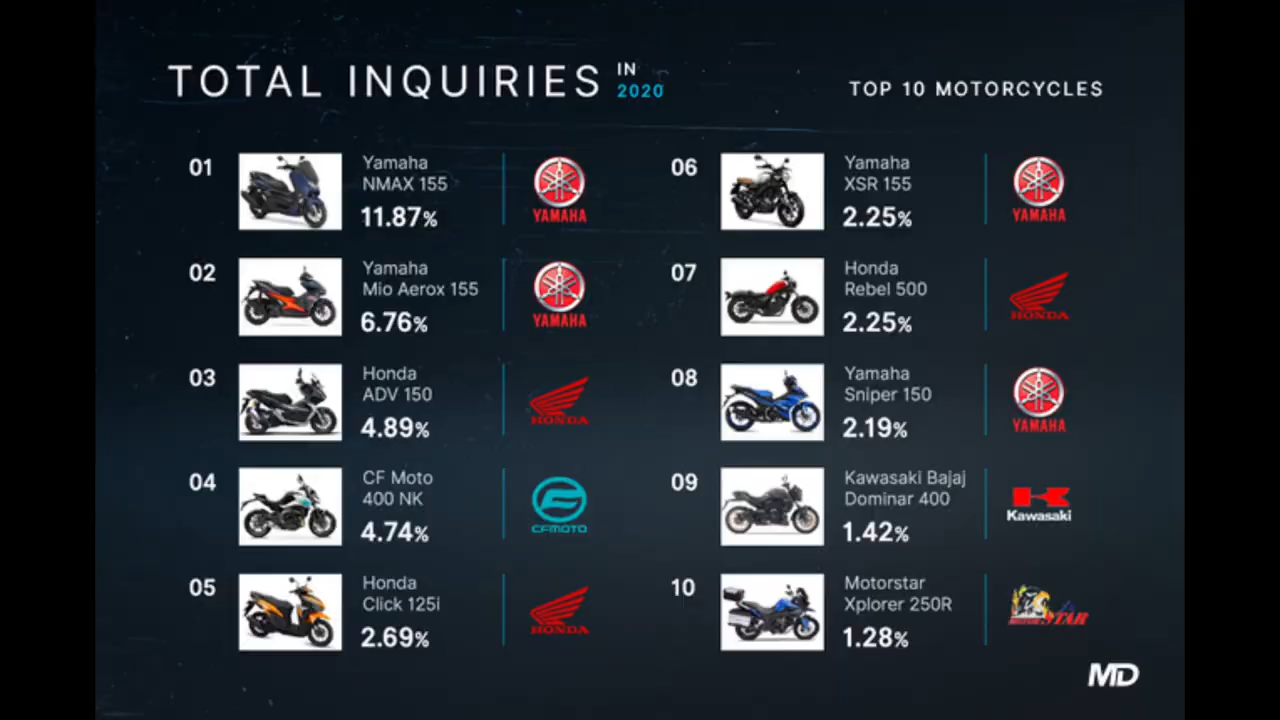 TOTAL INQUIRIES IN 2020
TOP 10 MOTORCYCLES
01
Yamaha
NMAX 155
11.87%
YAMAHA
02
Yamaha
Mio Aerox 155
6.76%
YAMAHA
03
Honda
ADV 150
4.89%
HONDA
04
CF Moto
400 NK
4.74%
CFMOTO
05
Honda
Click 125i
2.69%
HONDA
06
Yamaha
XSR 155
2.25%
YAMAHA
07
Honda
Rebel 500
2.25%
HONDA
08
Yamaha
Sniper 150
2.19%
YAMAHA
09
Kawasaki Bajaj
Dominar 400
1.42%
Kawasaki
10
Motorstar
Xplorer 250R
1.28%
MOTOR STAR
MD